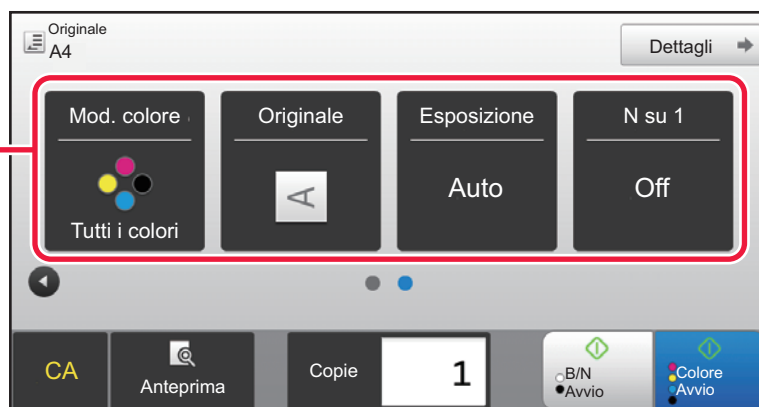 Originale
A4
Dettagli
Mod. colore
Originale
Esposizione
N su 1
A
Auto
Off
Tutti i colori
CA
Anteprima
Copie
1
B/N
Avvio
Colore
Avvio